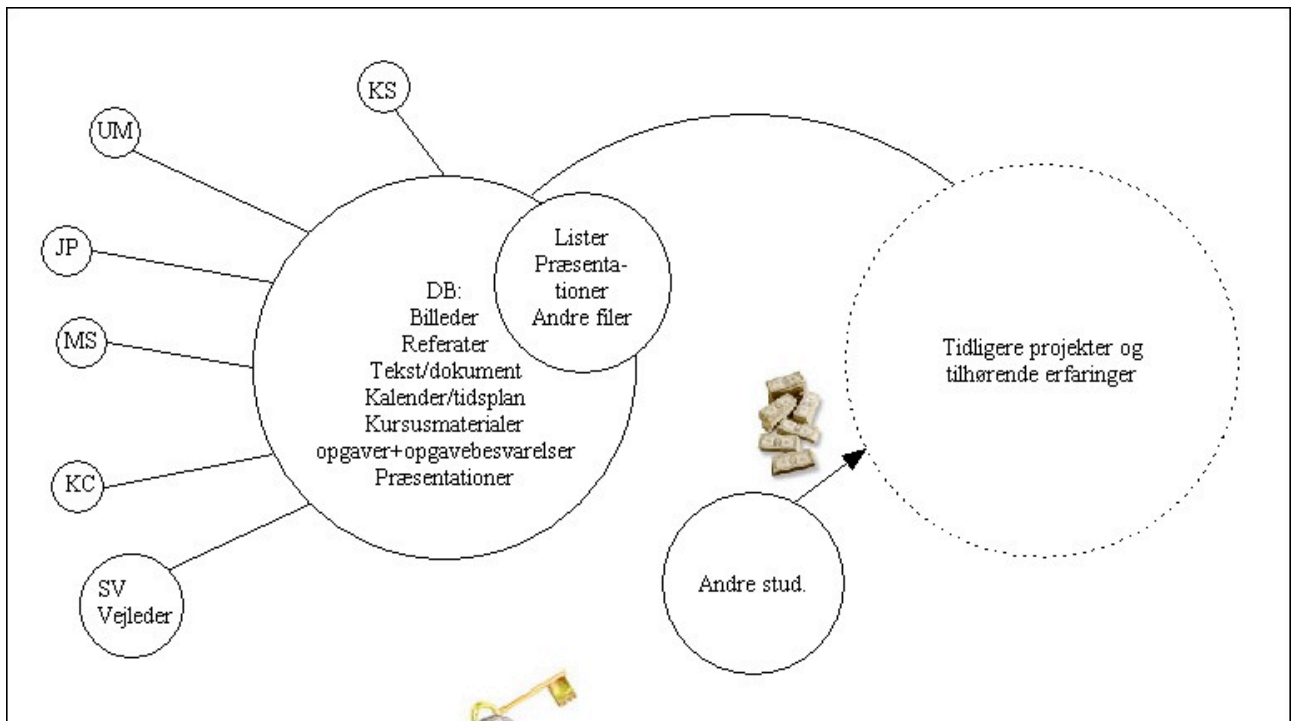 KS
UM
JP
MS
KC
SV
Vejleder
DB:
Billeder
Referater
Tekst/dokument
Kalender/tidsplan
Kursusmaterialer
opgaver+opgavebesvarelser
Præsentationer
Lister
Præsenta-
tioner
Andre filer
Tidligere projekter og
tilhørende erfaringer
Andre stud.